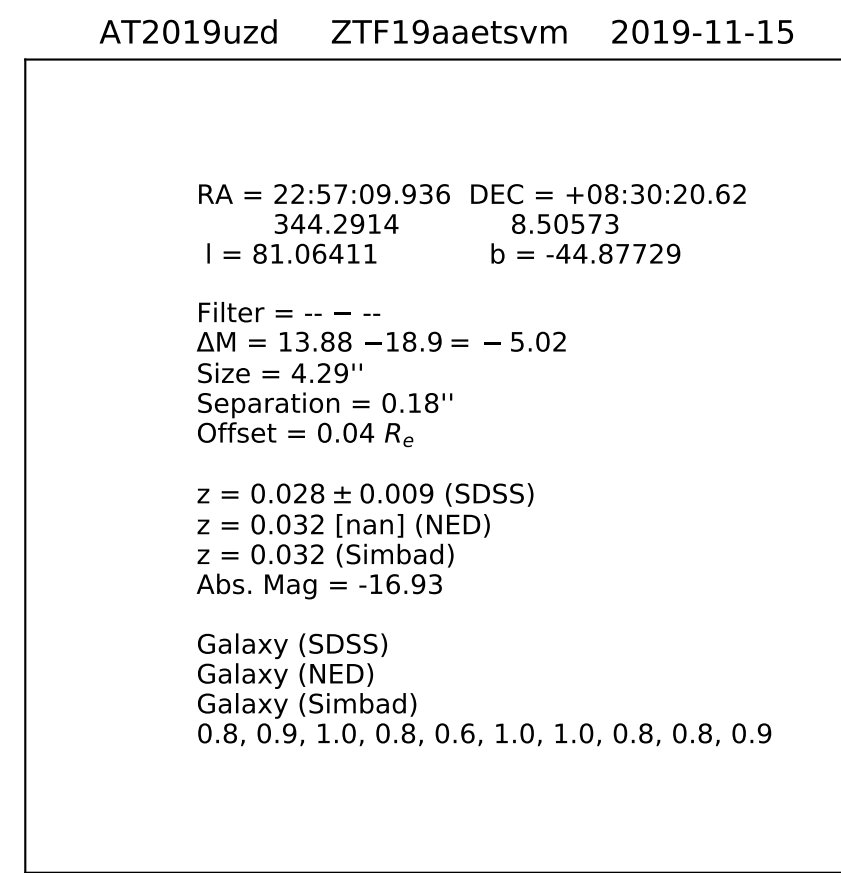 AT2019uzd ZTF19aaetsvm 2019-11-15
RA = 22:57:09.936 DEC = +08:30:20.62
344.2914 8.50573
l = 81.06411 b = -44.87729
Filter = -- − --
ΔM = 13.88 −18.9 = − 5.02
Size = 4.29''
Separation = 0.18''
Offset = 0.04 Rₑ
z = 0.028 ± 0.009 (SDSS)
z = 0.032 [nan] (NED)
z = 0.032 (Simbad)
Abs. Mag = -16.93
Galaxy (SDSS)
Galaxy (NED)
Galaxy (Simbad)
0.8, 0.9, 1.0, 0.8, 0.6, 1.0, 1.0, 0.8, 0.8, 0.9